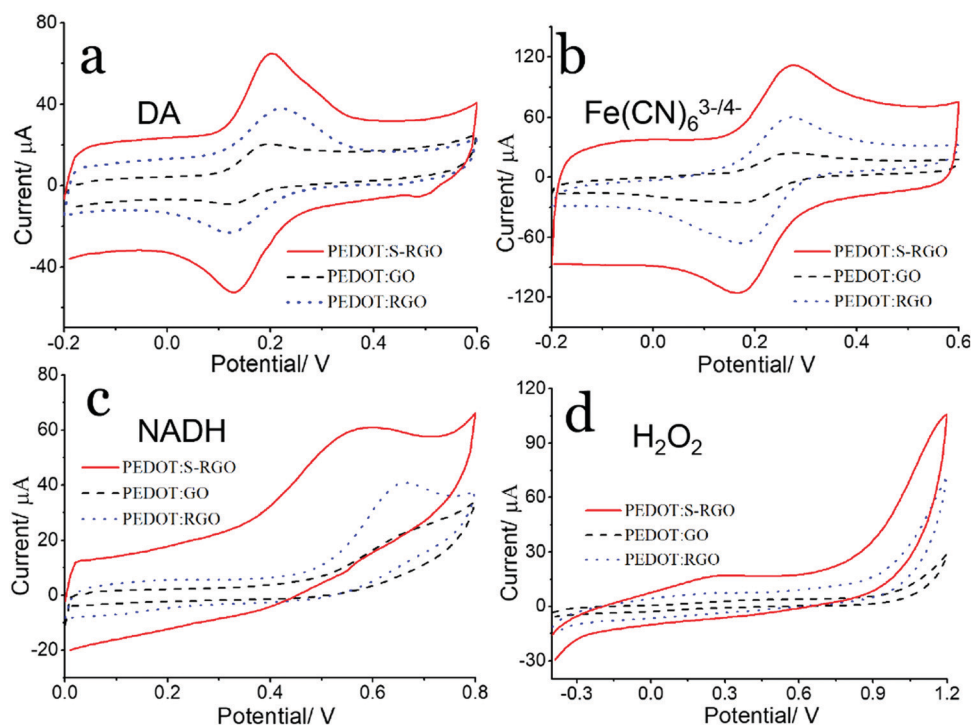 a
DA
Current/ μA
80
40
0
-40
PEDOT:S-RGO
PEDOT:GO
PEDOT:RGO
-0.2 0.0 0.2 0.4 0.6
Potential/ V
b
Fe(CN)₆³⁻/⁴⁻
Current/ μA
120
60
0
-60
-120
PEDOT:S-RGO
PEDOT:GO
PEDOT:RGO
-0.2 0.0 0.2 0.4 0.6
Potential/ V
c
NADH
Current/ μA
80
60
40
20
0
-20
PEDOT:S-RGO
PEDOT:GO
PEDOT:RGO
0.0 0.2 0.4 0.6 0.8
Potential/ V
d
H₂O₂
Current/ μA
120
90
60
30
0
-30
PEDOT:S-RGO
PEDOT:GO
PEDOT:RGO
-0.3 0.0 0.3 0.6 0.9 1.2
Potential/ V